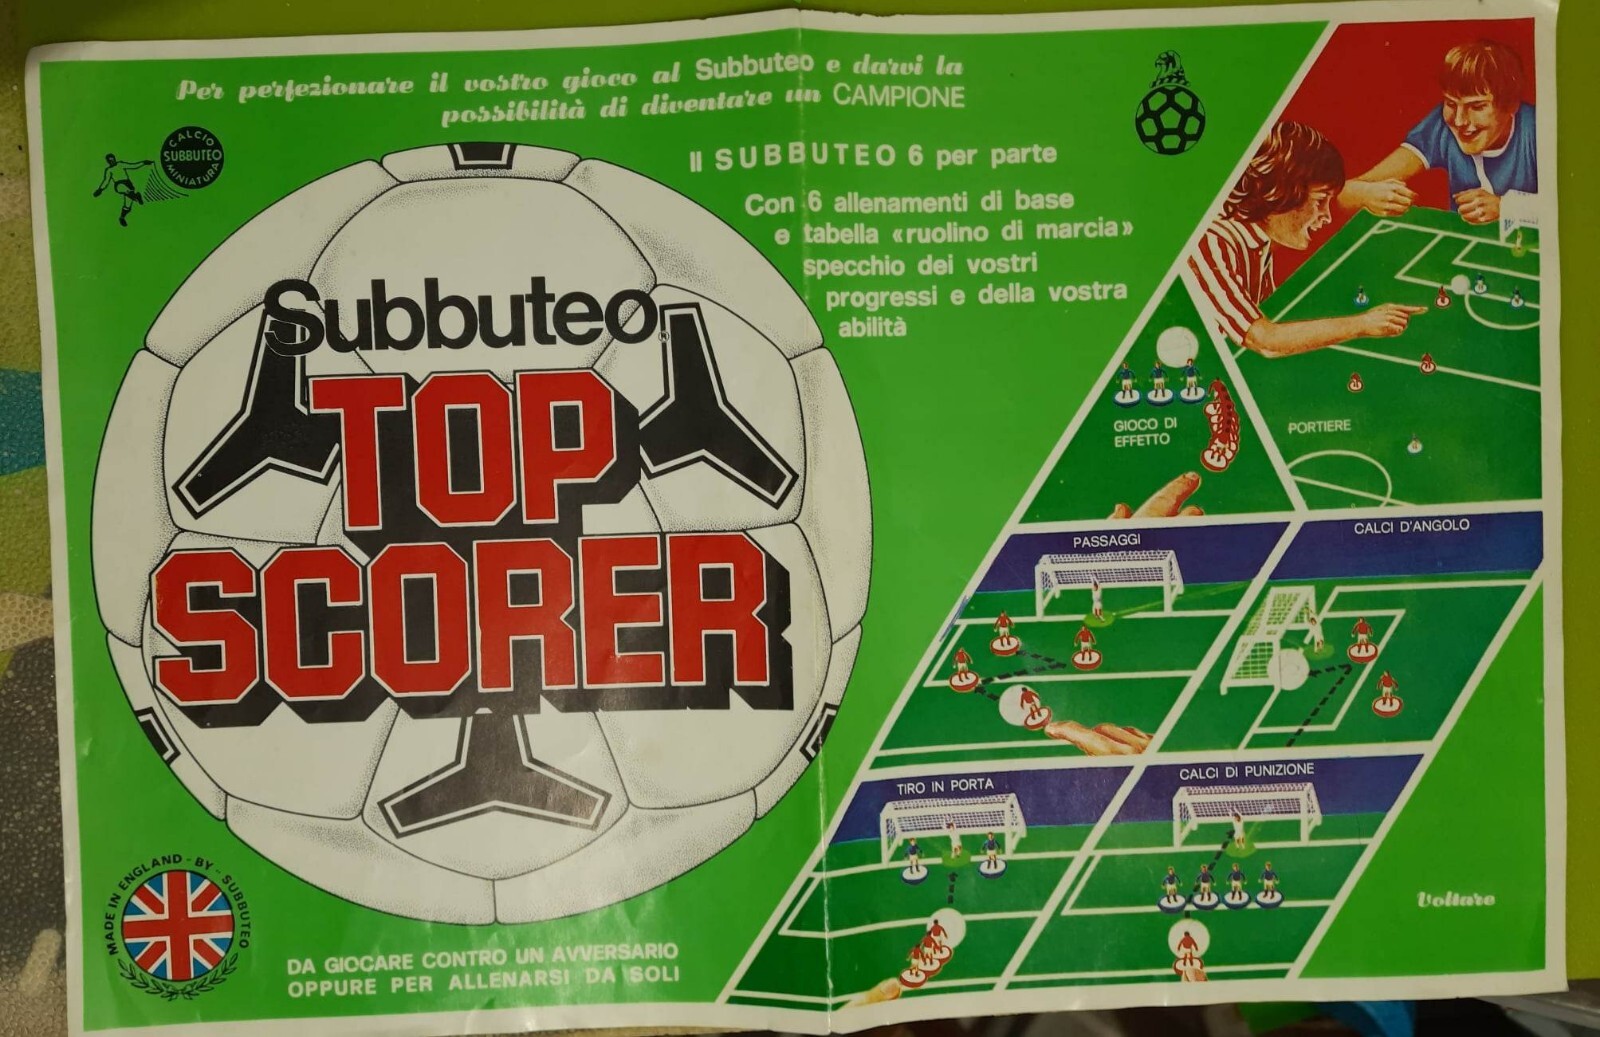 Per perfezionare il vostro gioco al Subbuteo e darvi la
possibilità di diventare un CAMPIONE
CALCIO
SUBBUTEO
MINIATURA
Il SUBBUTEO 6 per parte
Con 6 allenamenti di base
e tabella «ruolino di marcia»
specchio dei vostri
progressi e della vostra
abilità
Subbuteo®
TOP
SCORER
GIOCO DI
EFFETTO
PORTIERE
PASSAGGI
CALCI D'ANGOLO
TIRO IN PORTA
CALCI DI PUNIZIONE
MADE IN ENGLAND - BY - SUBBUTEO
DA GIOCARE CONTRO UN AVVERSARIO
OPPURE PER ALLENARSI DA SOLI
Voltare